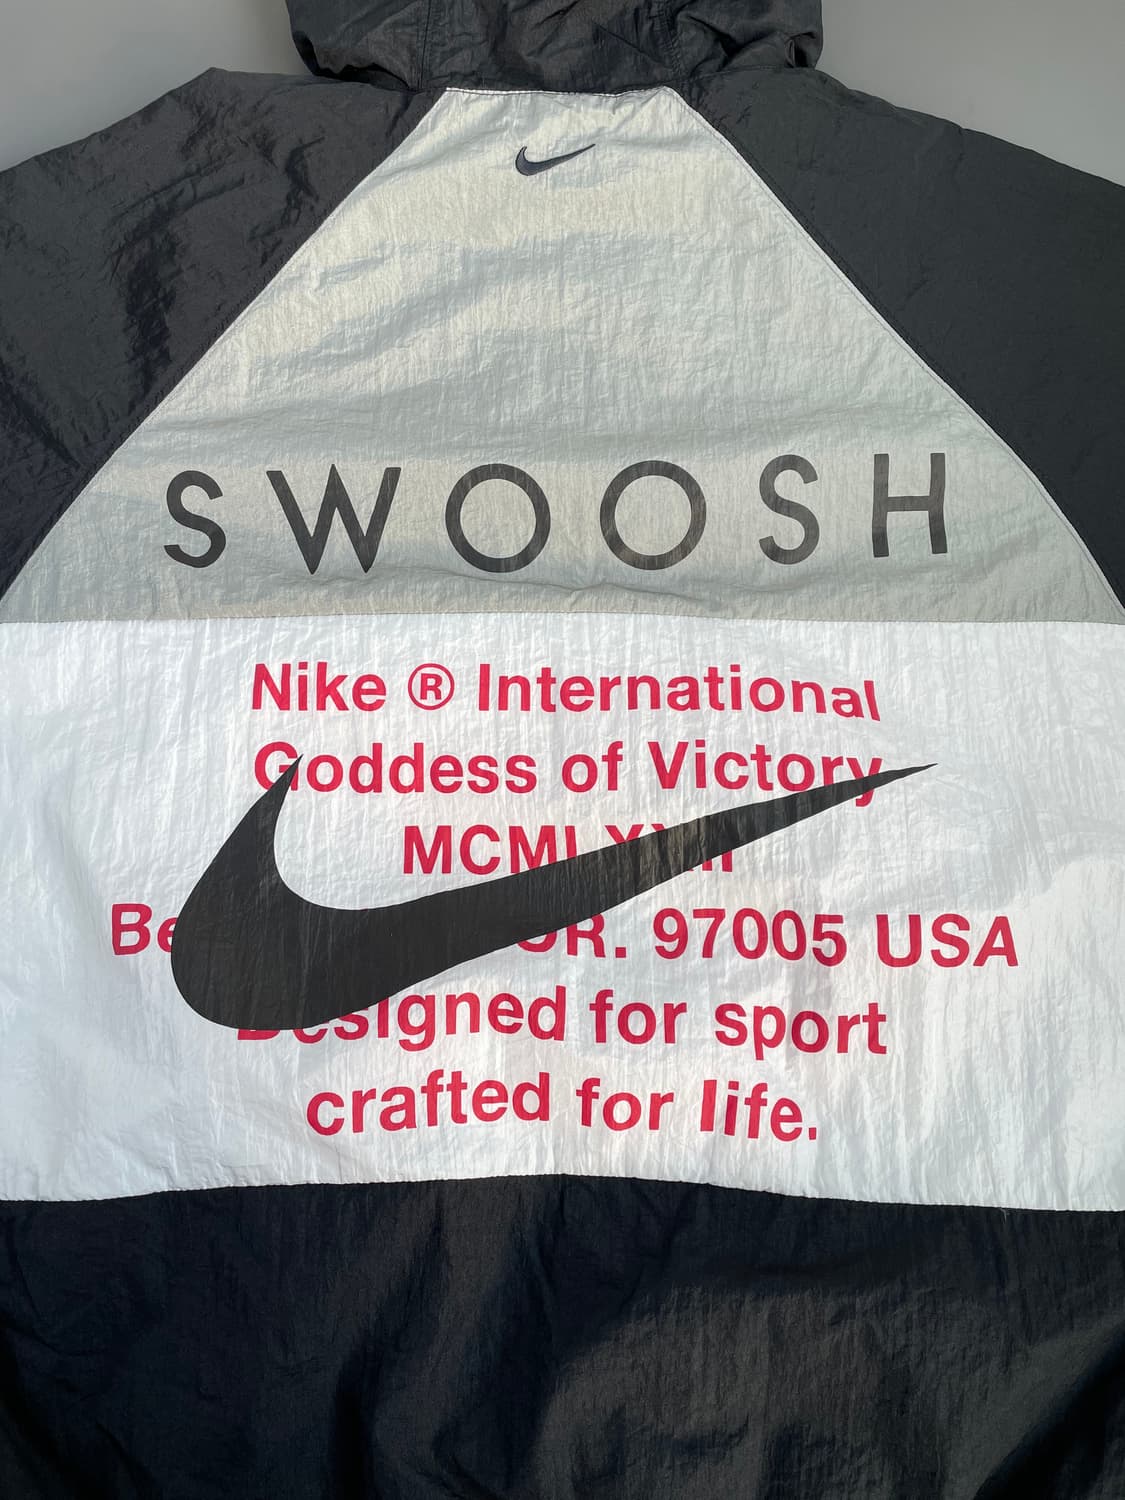 SWOOSH
Nike ® International
Goddess of Victory
OR. 97005 USA
Designed for sport
crafted for life.